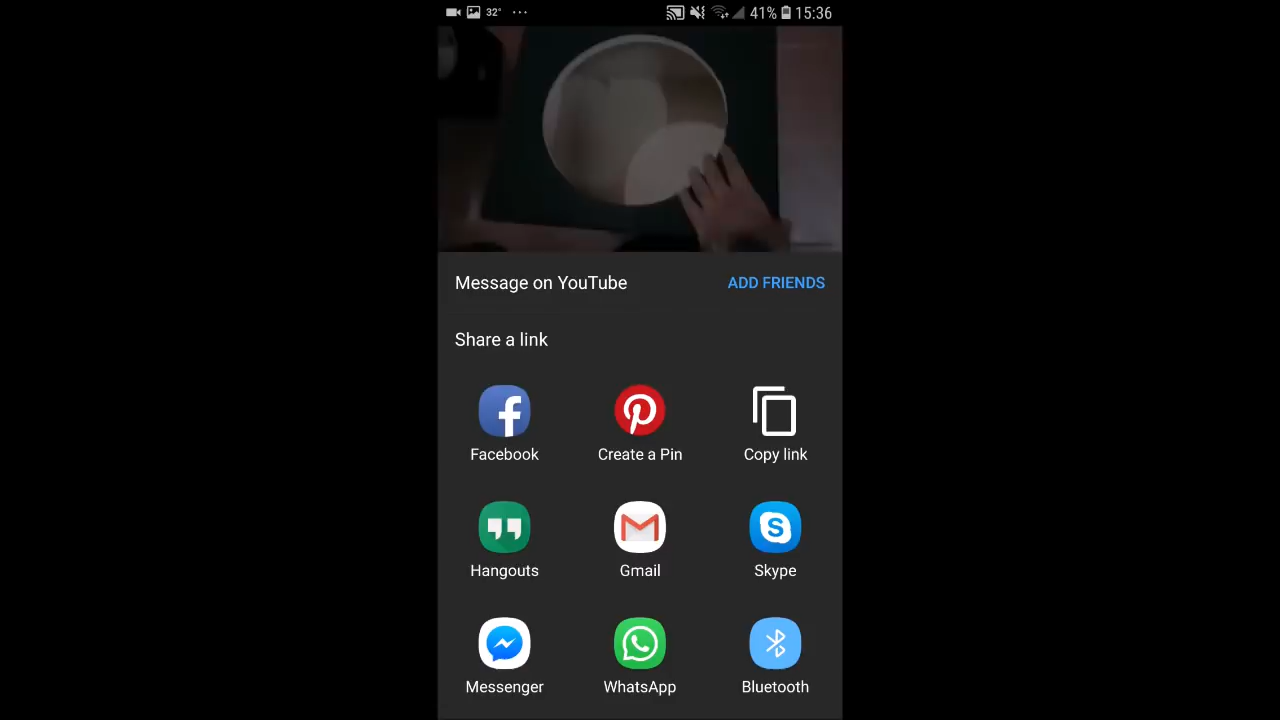 32° ... 41% 15:36
Message on YouTube ADD FRIENDS
Share a link
Facebook Create a Pin Copy link
Hangouts Gmail Skype
Messenger WhatsApp Bluetooth